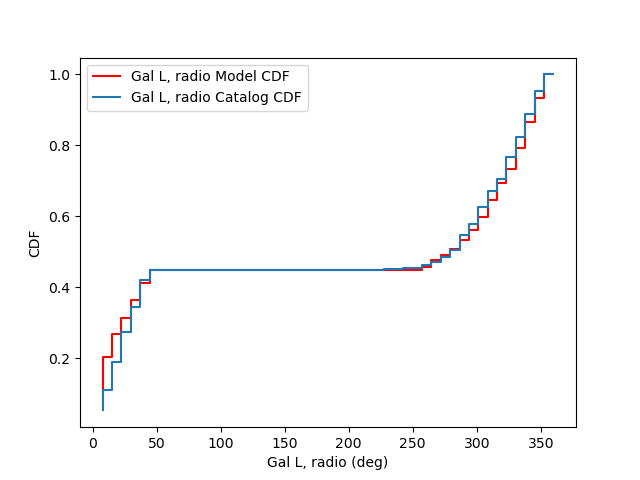 Gal L, radio Model CDF
Gal L, radio Catalog CDF
CDF
1.0
0.8
0.6
0.4
0.2
0 50 100 150 200 250 300 350
Gal L, radio (deg)